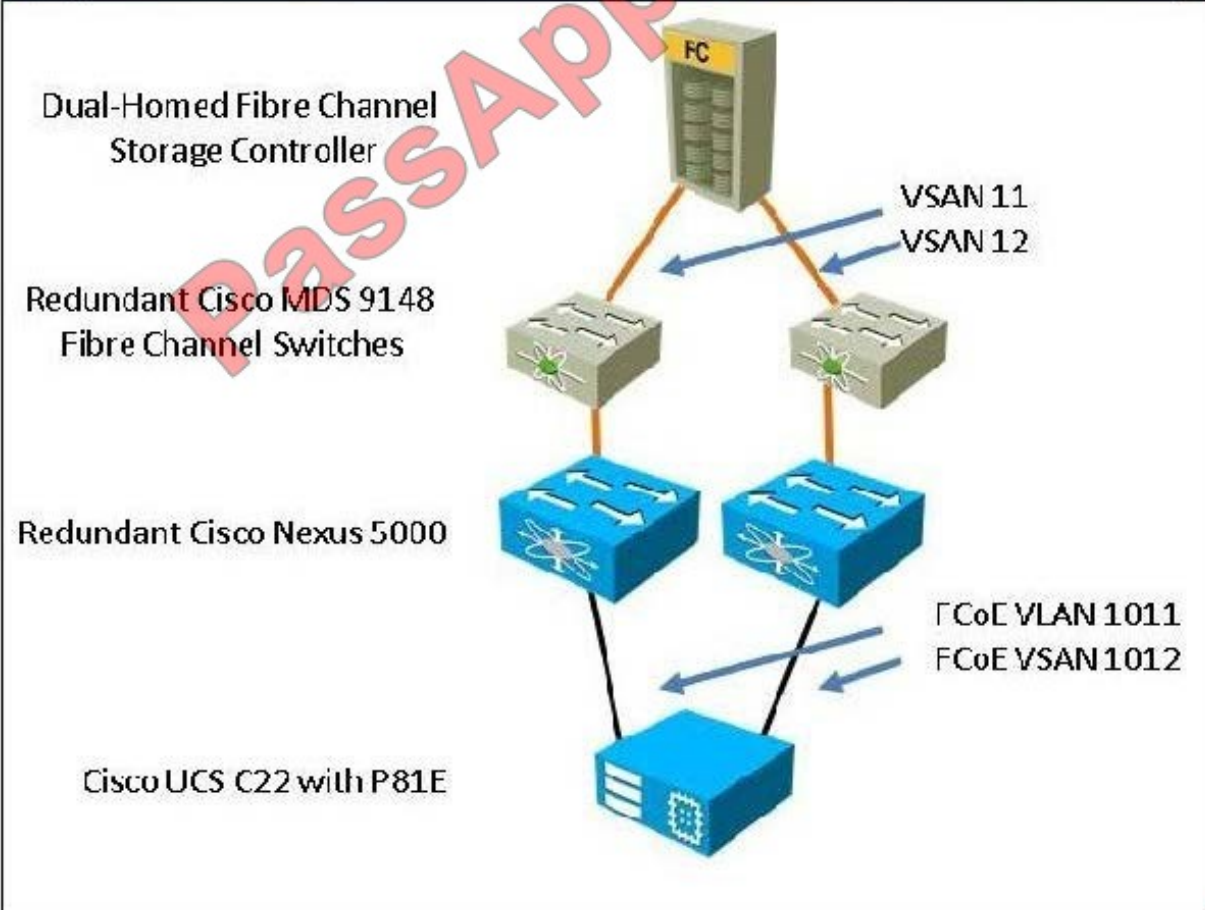 FC
Dual-Homed Fibre Channel
Storage Controller
VSAN 11
VSAN 12
Redundant Cisco MDS 9148
Fibre Channel Switches
Redundant Cisco Nexus 5000
FCoE VLAN 1011
FCoE VSAN 1012
Cisco UCS C22 with P81E
PassApp